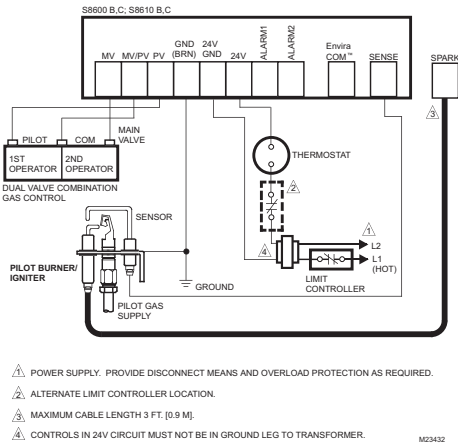 S8600 B,C; S8610 B,C
MV
MV/PV
PV
GND
(BRN)
24V
GND
24V
ALARM1
ALARM2
Envira
COM™
SENSE
SPARK
3
PILOT
COM
MAIN
VALVE
1ST
OPERATOR
2ND
OPERATOR
DUAL VALVE COMBINATION
GAS CONTROL
THERMOSTAT
2
SENSOR
4
1
L2
L1
(HOT)
LIMIT
CONTROLLER
PILOT BURNER/
IGNITER
GROUND
PILOT GAS
SUPPLY
1 POWER SUPPLY. PROVIDE DISCONNECT MEANS AND OVERLOAD PROTECTION AS REQUIRED.
2 ALTERNATE LIMIT CONTROLLER LOCATION.
3 MAXIMUM CABLE LENGTH 3 FT. [0.9 M].
4 CONTROLS IN 24V CIRCUIT MUST NOT BE IN GROUND LEG TO TRANSFORMER.
M23432